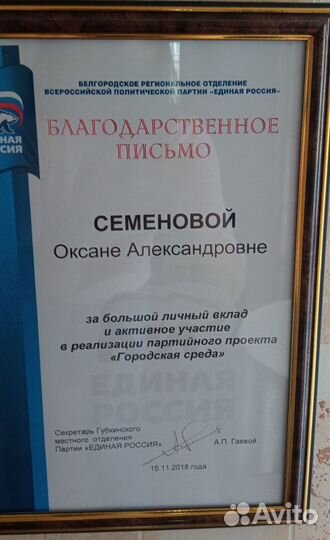 БЕЛГОРОДСКОЕ РЕГИОНАЛЬНОЕ ОТДЕЛЕНИЕ
ВСЕРОССИЙСКОЙ ПОЛИТИЧЕСКОЙ ПАРТИИ «ЕДИНАЯ РОССИЯ»
БЛАГОДАРСТВЕННОЕ
ПИСЬМО
ИНАЯ
ССИЯ
СЕМЕНОВОЙ
Оксане Александровне
за большой личный вклад
и активное участие
в реализации партийного проекта
«Городская среда»
ЕДИНАЯ
РОССИЯ
Секретарь Губкинского
местного отделения
Партии «ЕДИНАЯ РОССИЯ»
А.П. Гаевой
15.11.2018 года
Avito